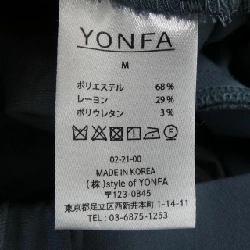 YONFA
M
ポリエステル 68%
レーヨン 29%
ポリウレタン 3%
02-21-00
MADE IN KOREA
(株)style of YONFA
〒123-0845
東京都足立区西新井本町1-14-11
TEL: 03-6875-1253